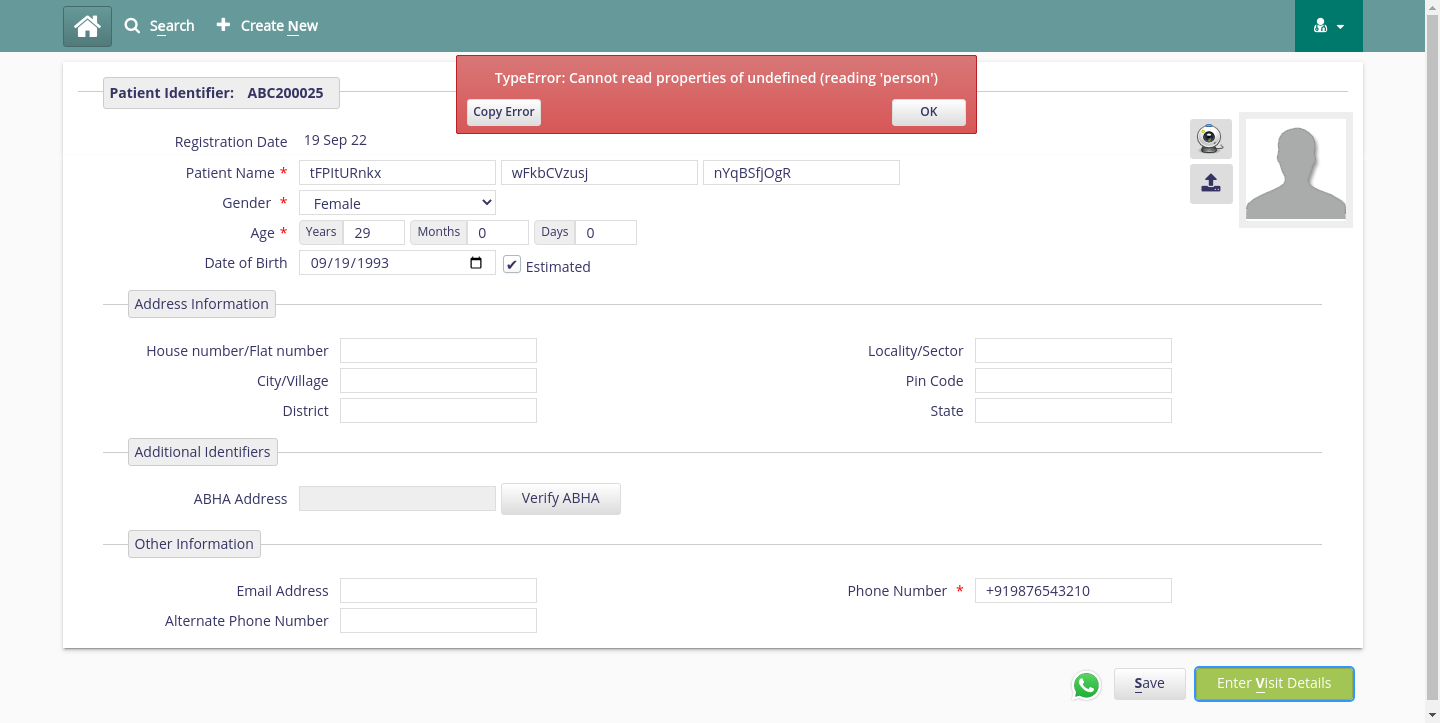 Search
Create New
TypeError: Cannot read properties of undefined (reading 'person')
Copy Error OK
Patient Identifier: ABC200025
Registration Date 19 Sep 22
Patient Name * tFPItURnkx wFkbCVzusj nYqBSfjOgR
Gender * Female
Age * Years 29 Months 0 Days 0
Date of Birth 09/19/1993 Estimated
Address Information
House number/Flat number Locality/Sector
City/Village Pin Code
District State
Additional Identifiers
ABHA Address Verify ABHA
Other Information
Email Address Phone Number * +919876543210
Alternate Phone Number
Save Enter Visit Details